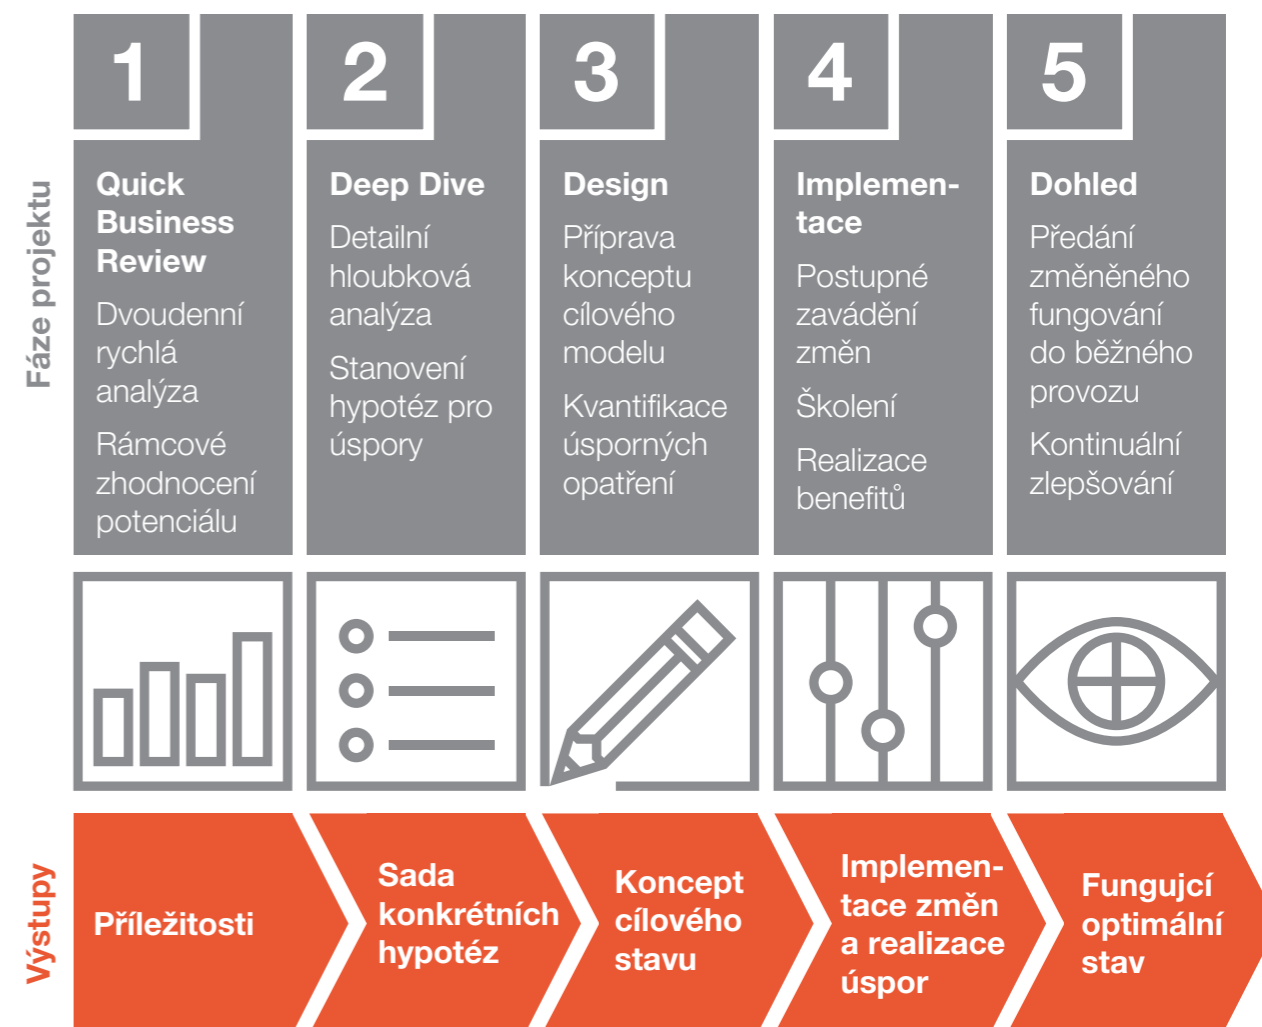 Fáze projektu
1
Quick
Business
Review
Dvoudenní
rychlá
analýza
Rámcové
zhodnocení
potenciálu
2
Deep Dive
Detailní
hloubková
analýza
Stanovení
hypotéz pro
úspory
3
Design
Příprava
konceptu
cílového
modelu
Kvantifikace
úsporných
opatření
4
Implemen-
tace
Postupné
zavádění
změn
Školení
Realizace
benefitů
5
Dohled
Předání
změněného
fungování
do běžného
provozu
Kontinuální
zlepšování
Výstupy
Příležitosti
Sada
konkrétních
hypotéz
Koncept
cílového
stavu
Implemen-
tace změn
a realizace
úspor
Fungujcí
optimální
stav